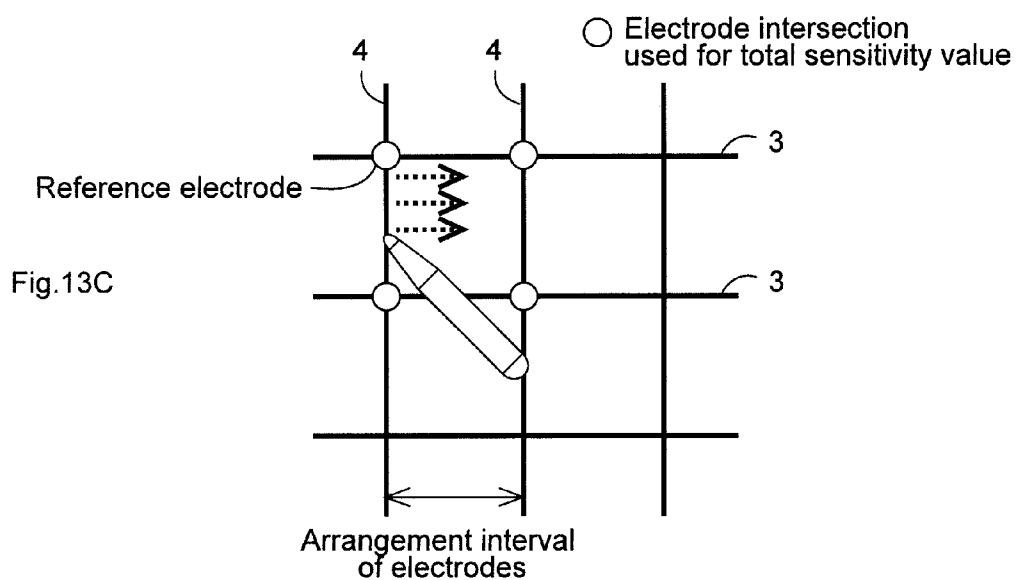 Electrode intersection
used for total sensitivity value
4
4
3
Reference electrode
Fig.13C
3
Arrangement interval
of electrodes